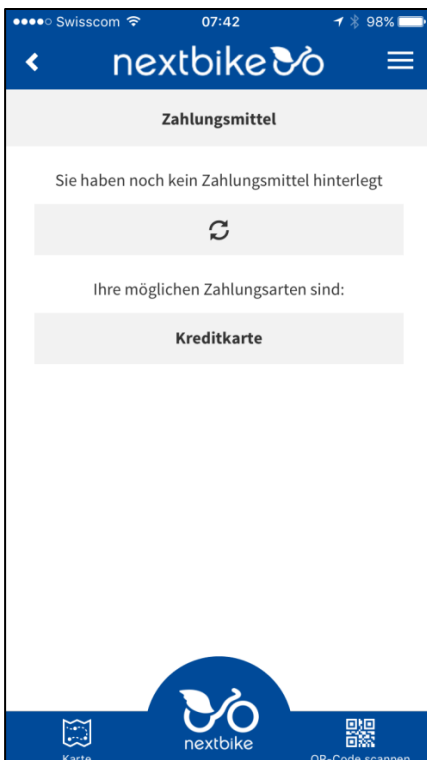 Swisscom 07:42 98%
nextbike
Zahlungsmittel
Sie haben noch kein Zahlungsmittel hinterlegt
Ihre möglichen Zahlungsarten sind:
Kreditkarte
nextbike
Karte QR-Code scannen